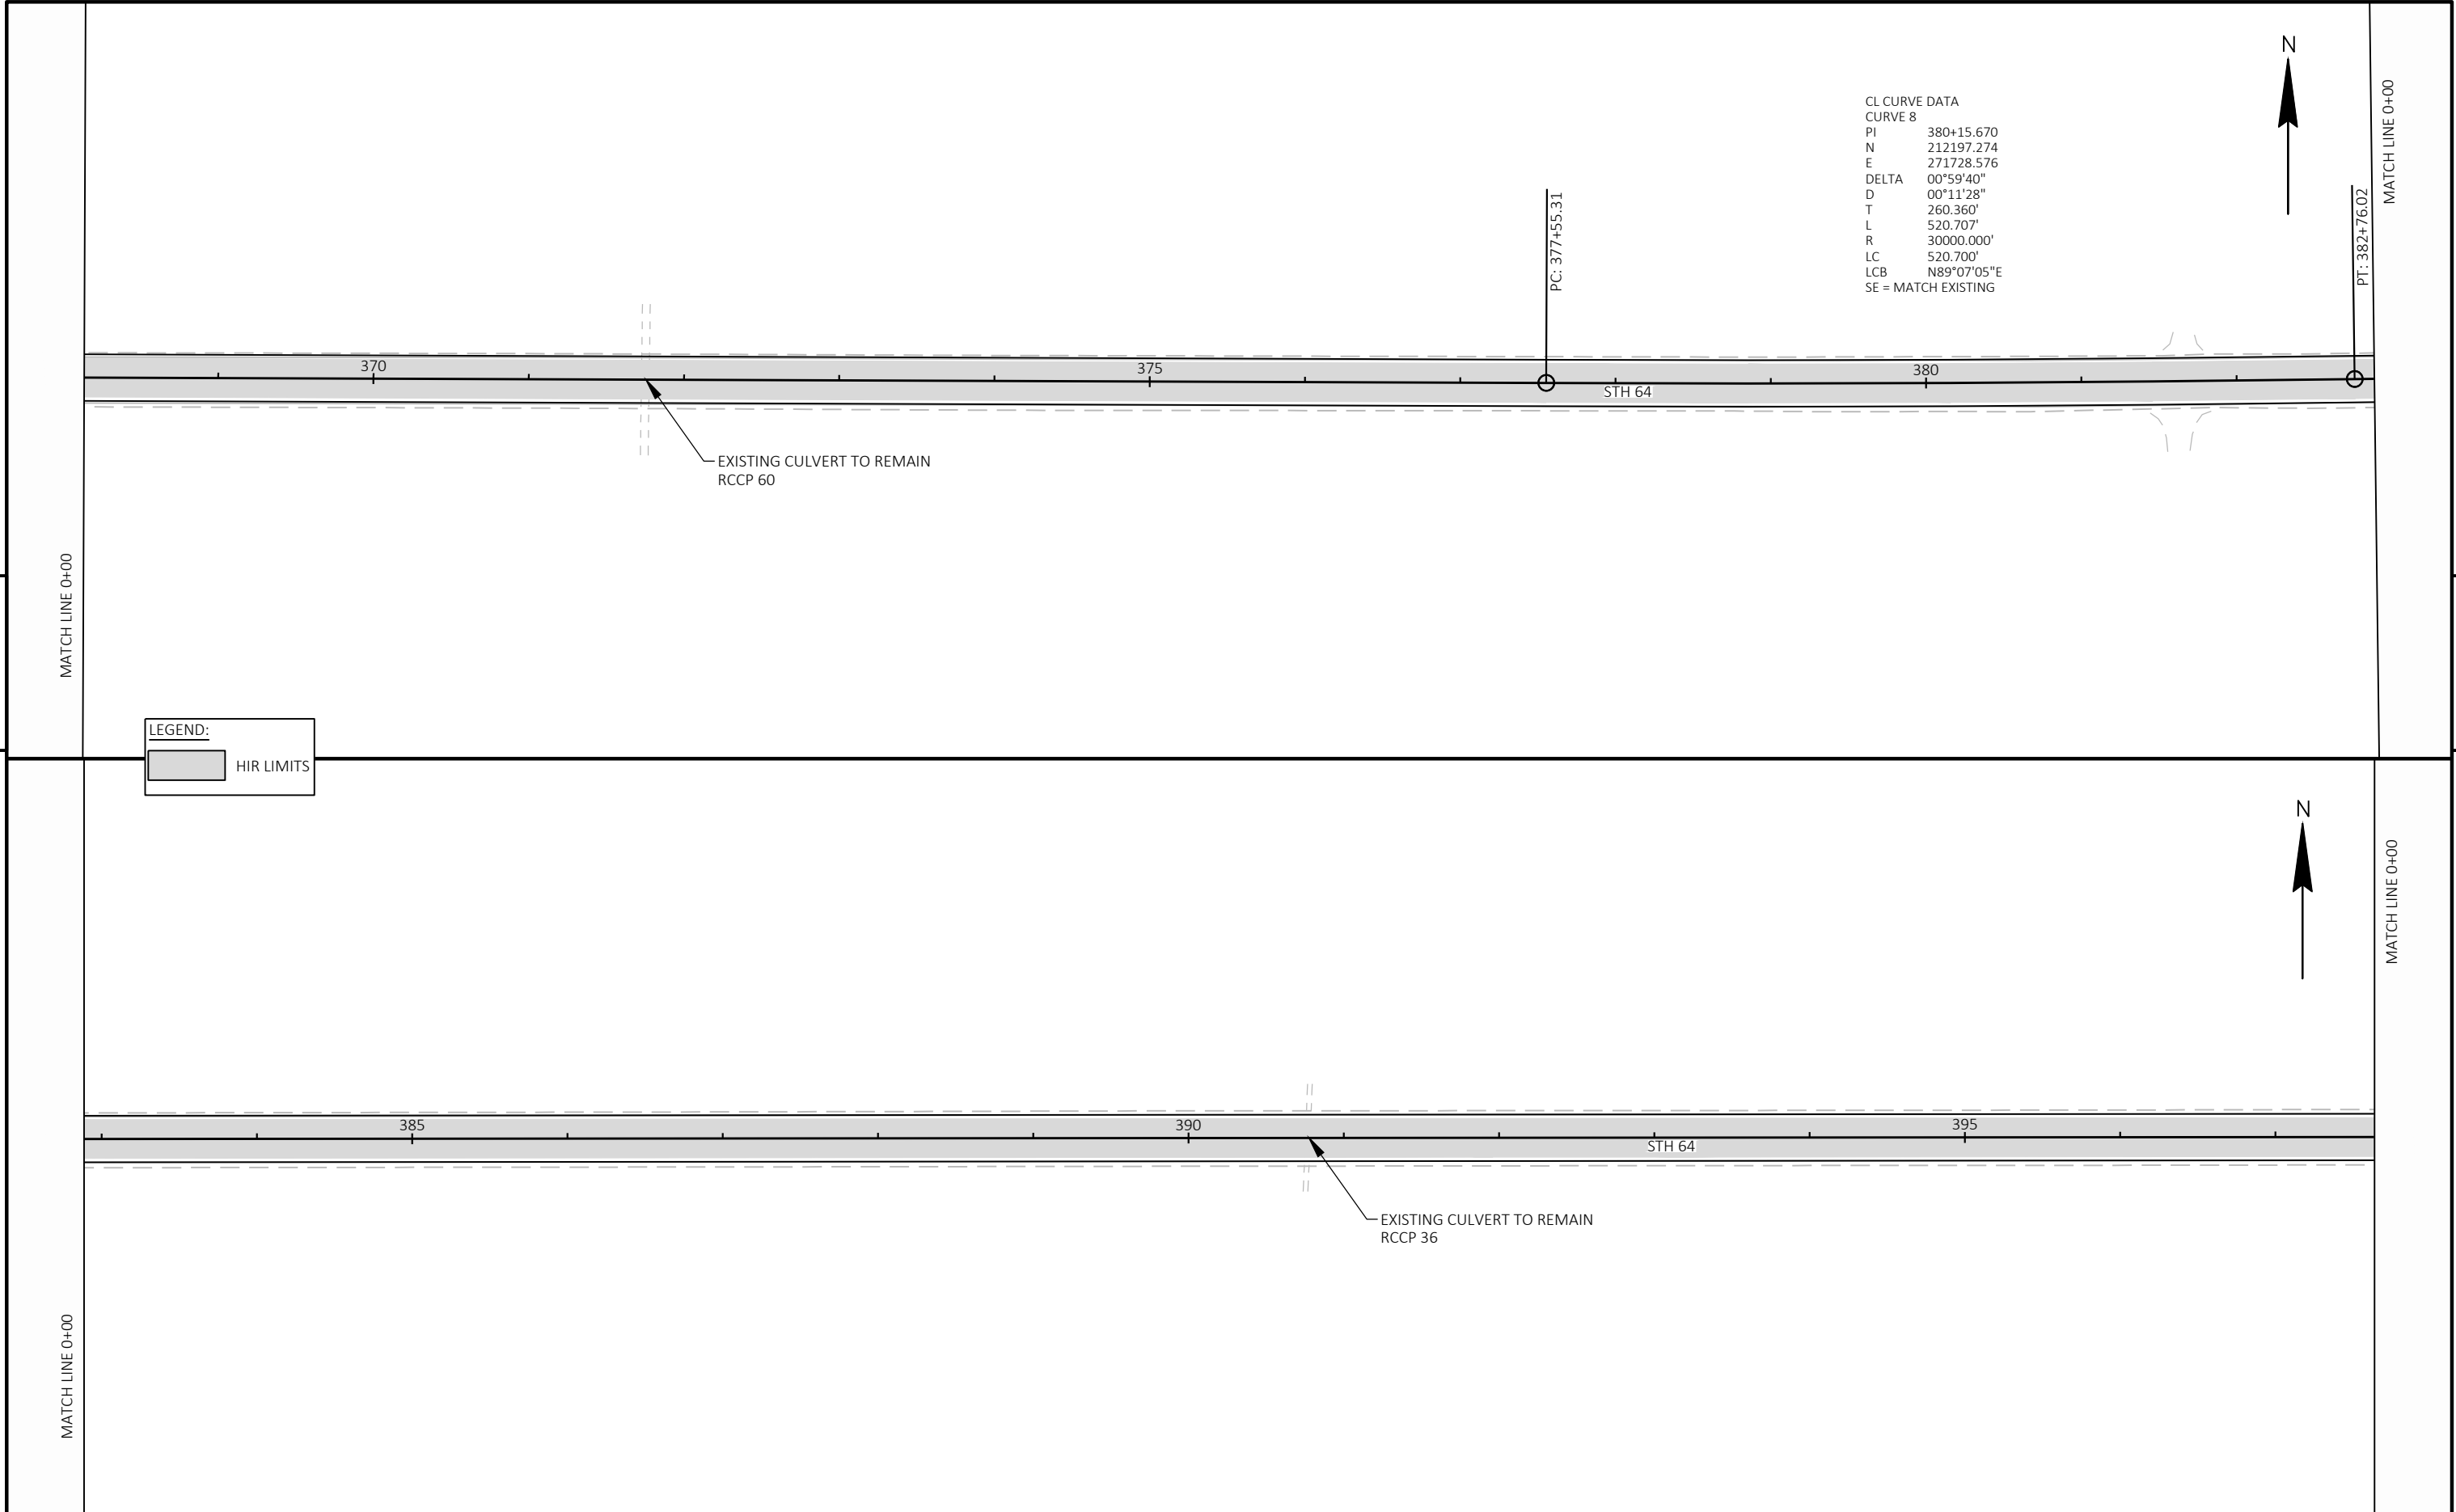 N
MATCH LINE 0+00
CL CURVE DATA
CURVE 8
PI 380+15.670
N 212197.274
E 271728.576
DELTA 00°59'40"
D 00°11'28"
T 260.360'
L 520.707'
R 30000.000'
LC 520.700'
LCB N89°07'05"E
SE = MATCH EXISTING
PC: 377+55.31
PT: 382+76.02
370
375
380
STH 64
EXISTING CULVERT TO REMAIN
RCCP 60
MATCH LINE 0+00
LEGEND:
HIR LIMITS
N
MATCH LINE 0+00
385
390
395
STH 64
EXISTING CULVERT TO REMAIN
RCCP 36
MATCH LINE 0+00